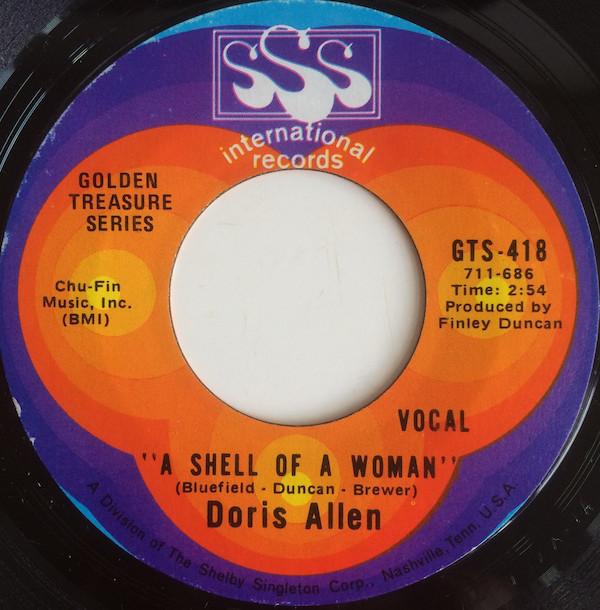 SSS
international
records
GOLDEN
TREASURE
SERIES
GTS-418
711-686
Time: 2:54
Produced by
Finley Duncan
Chu-Fin
Music, Inc.
(BMI)
VOCAL
"A SHELL OF A WOMAN"
(Bluefield - Duncan - Brewer)
Doris Allen
A Division of The Shelby Singleton Corp., Nashville, Tenn. U.S.A.